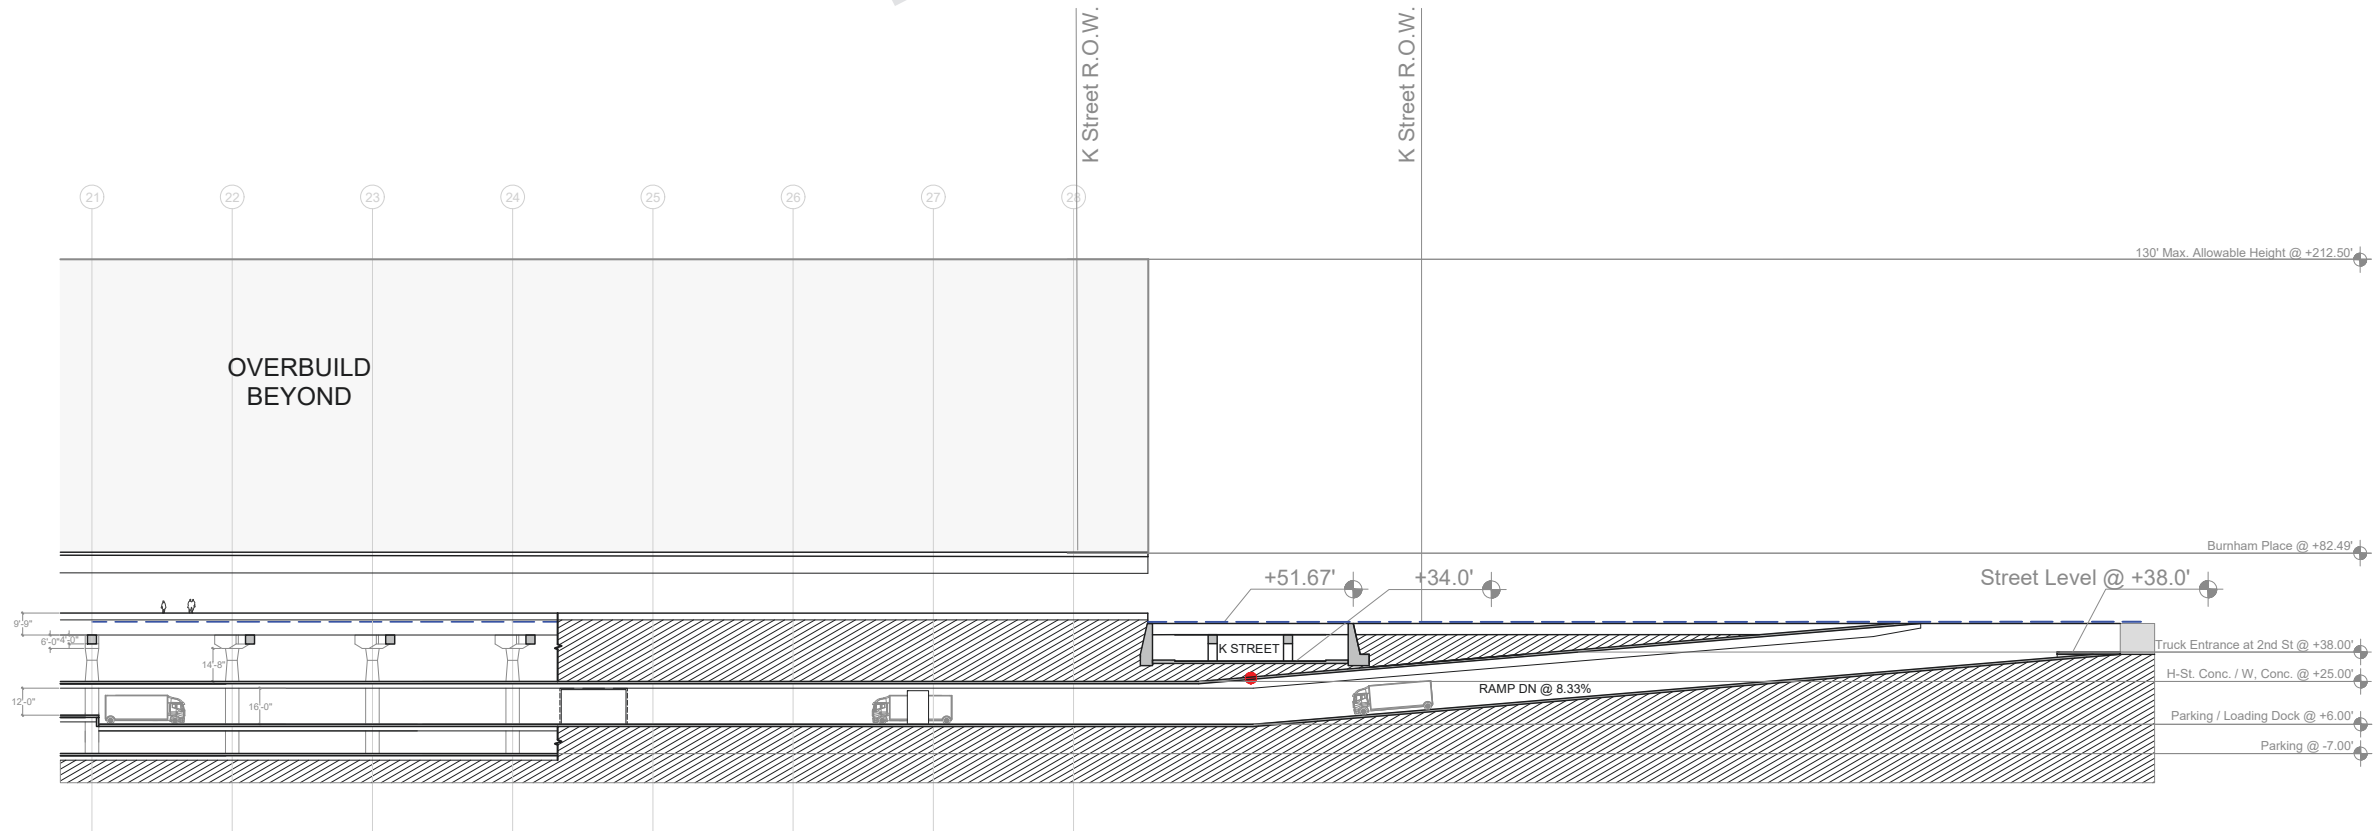 K Street R.O.W.
K Street R.O.W.
21
22
23
24
25
26
27
28
130' Max. Allowable Height @ +212.50'
OVERBUILD
BEYOND
Burnham Place @ +82.49'
+51.67'
+34.0'
Street Level @ +38.0'
9'-9"
6'-0"
4'-0"
14'-8"
K STREET
Truck Entrance at 2nd St @ +38.00'
H-St. Conc. / W, Conc. @ +25.00'
RAMP DN @ 8.33%
12'-0"
16'-0"
Parking / Loading Dock @ +6.00'
Parking @ -7.00'